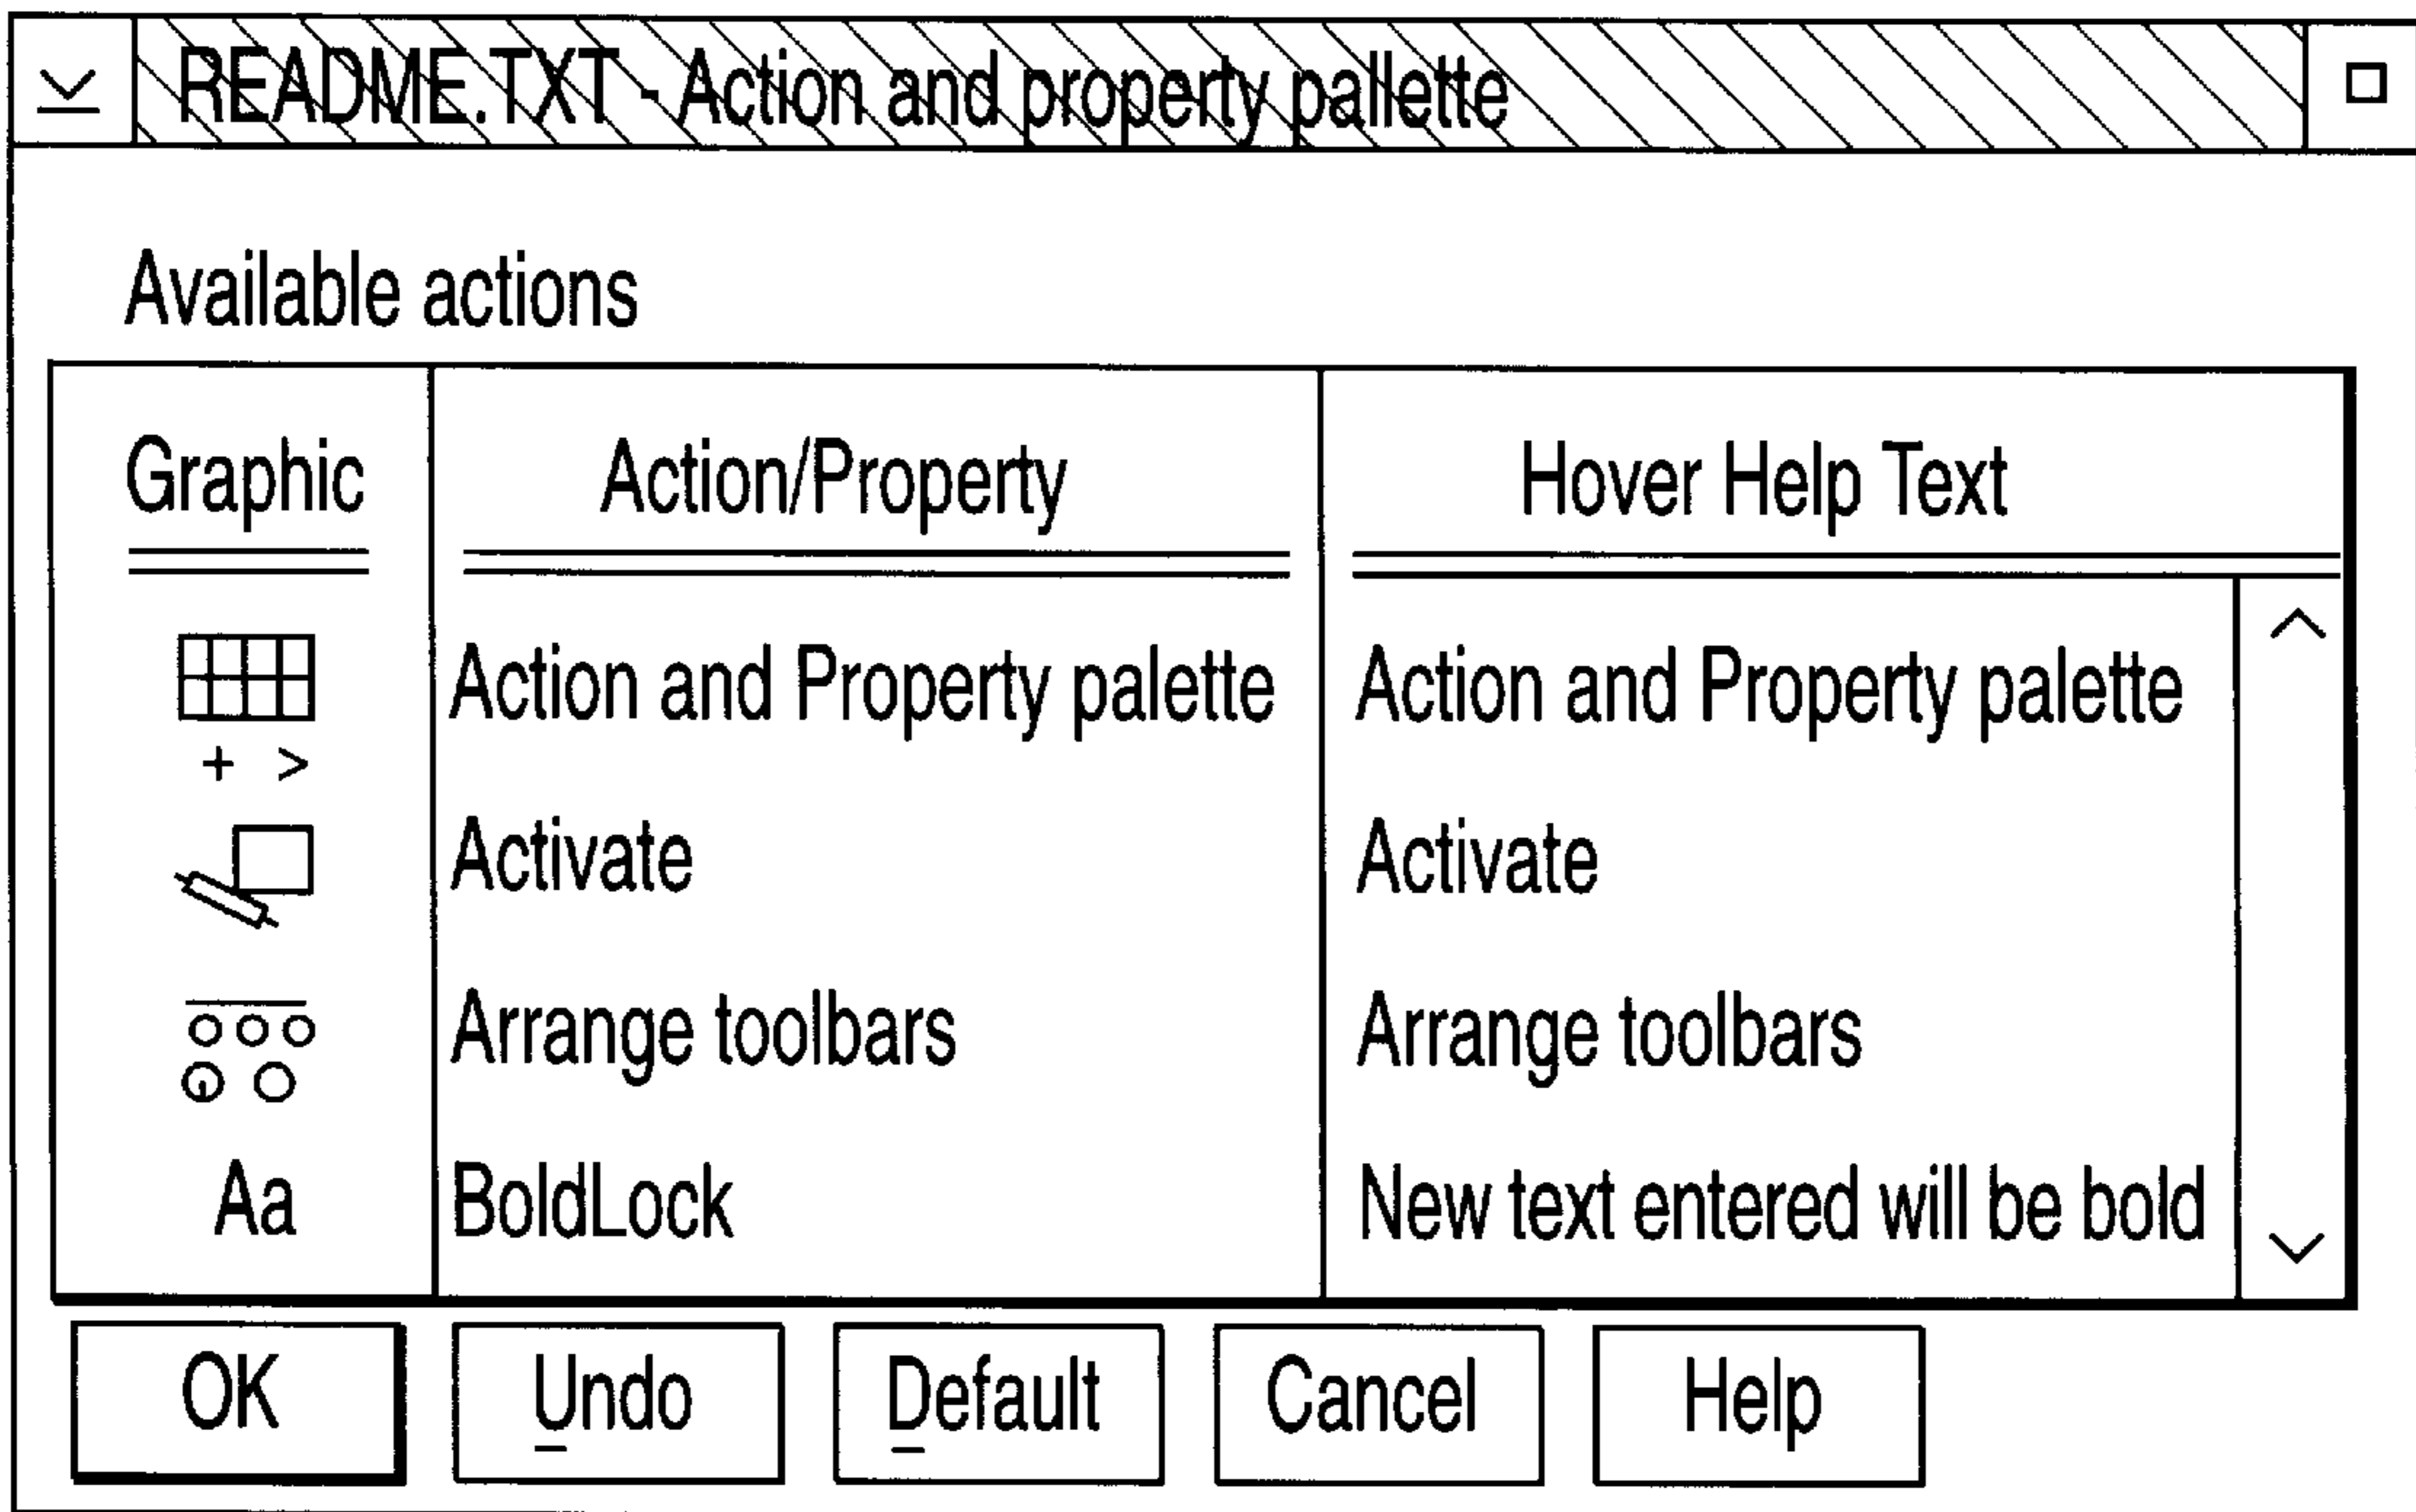 README.TXT - Action and property pallette
Available actions
Graphic Action/Property Hover Help Text
Action and Property palette Action and Property palette
+ >
Activate Activate
Arrange toolbars Arrange toolbars
Aa BoldLock New text entered will be bold
OK Undo Default Cancel Help